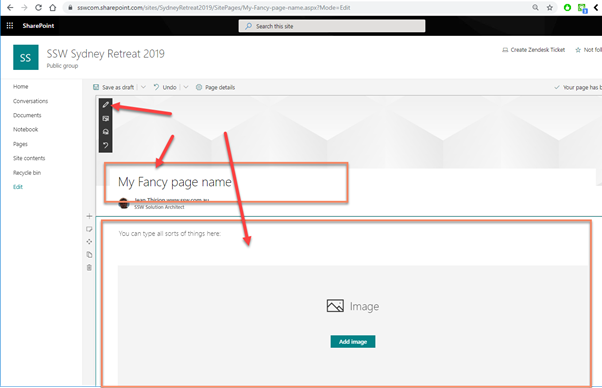 sswcom.sharepoint.com/sites/SydneyRetreat2019/SitePages/My-Fancy-page-name.aspx?Mode=Edit
SharePoint
Search this site
SS
SSW Sydney Retreat 2019
Public group
Create Zendesk Ticket
Not foll
Home
Conversations
Documents
Notebook
Pages
Site contents
Recycle bin
Edit
Save as draft
Undo
Page details
Your page has b
My Fancy page name
Jean Thirion www.ssw.com.au
SSW Solution Architect
You can type all sorts of things here:
Image
Add image